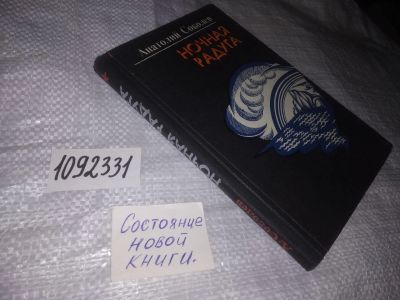 Анатолий Соболев
НОЧНАЯ
РАДУГА
НОЧНАЯ РАДУГА
1092331
Состояние
новой
книги.